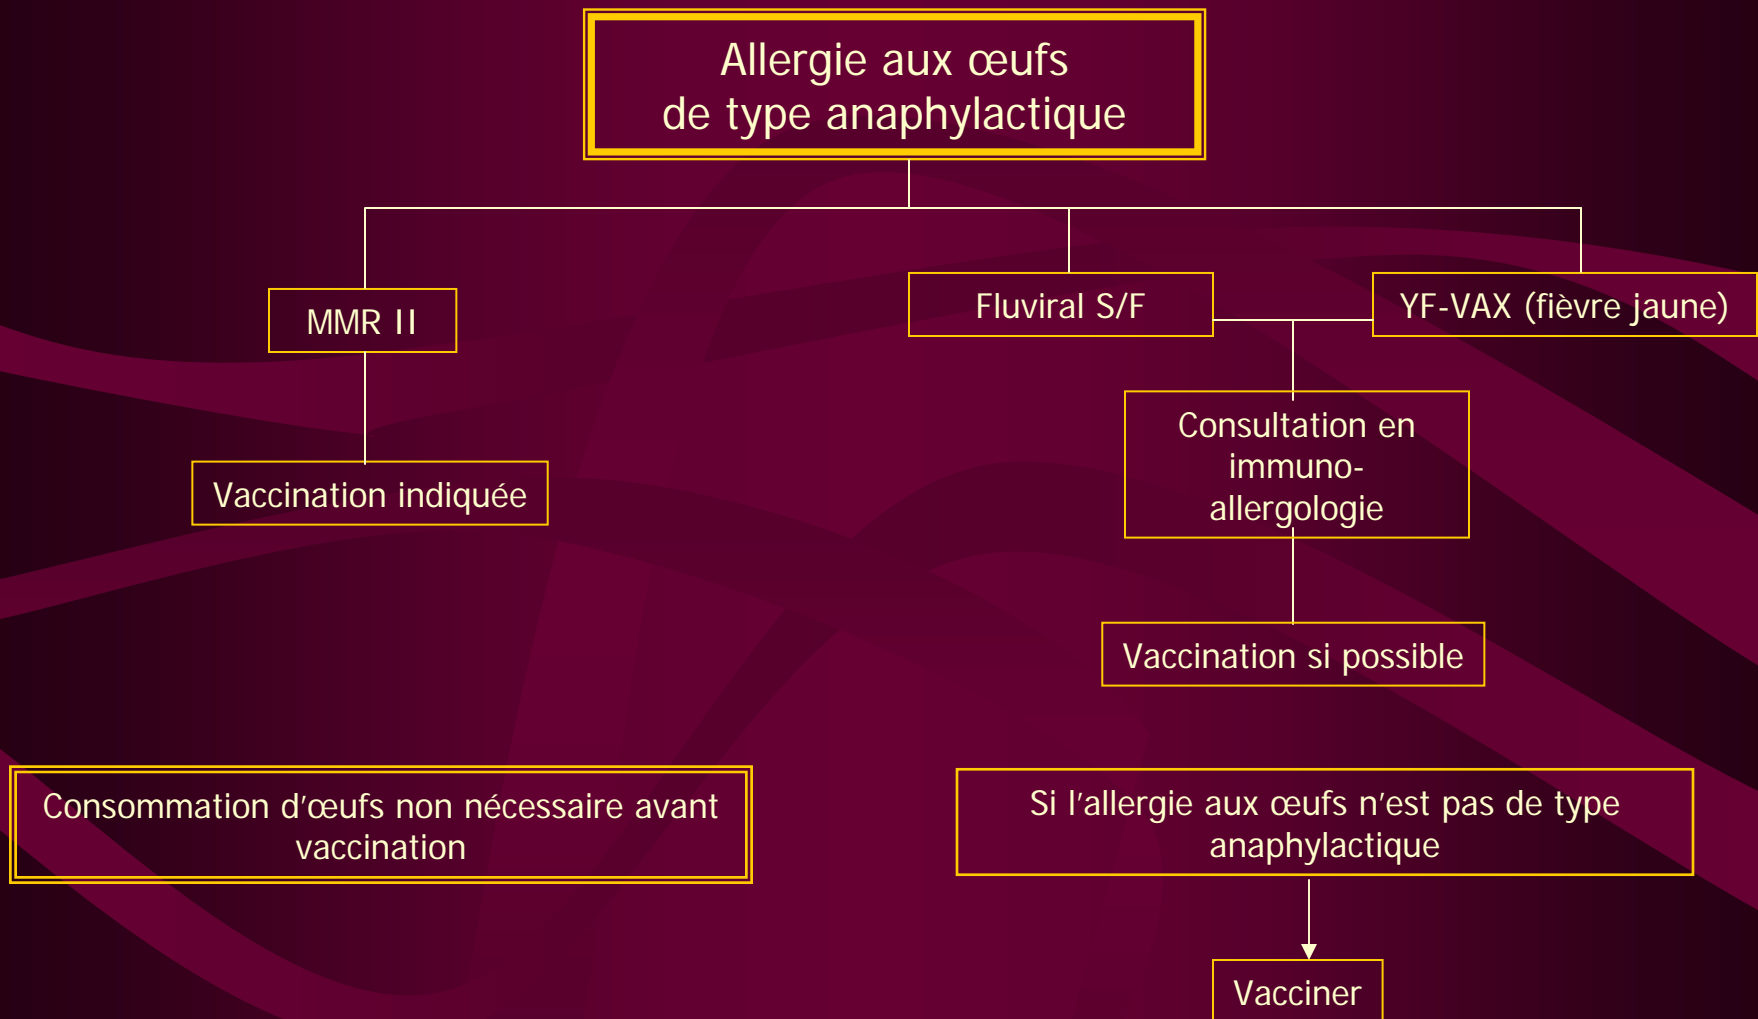 Allergie aux œufs
de type anaphylactique
MMR II
Fluviral S/F
YF-VAX (fièvre jaune)
Vaccination indiquée
Consultation en
immuno-
allergologie
Vaccination si possible
Consommation d'œufs non nécessaire avant
vaccination
Si l'allergie aux œufs n'est pas de type
anaphylactique
Vacciner